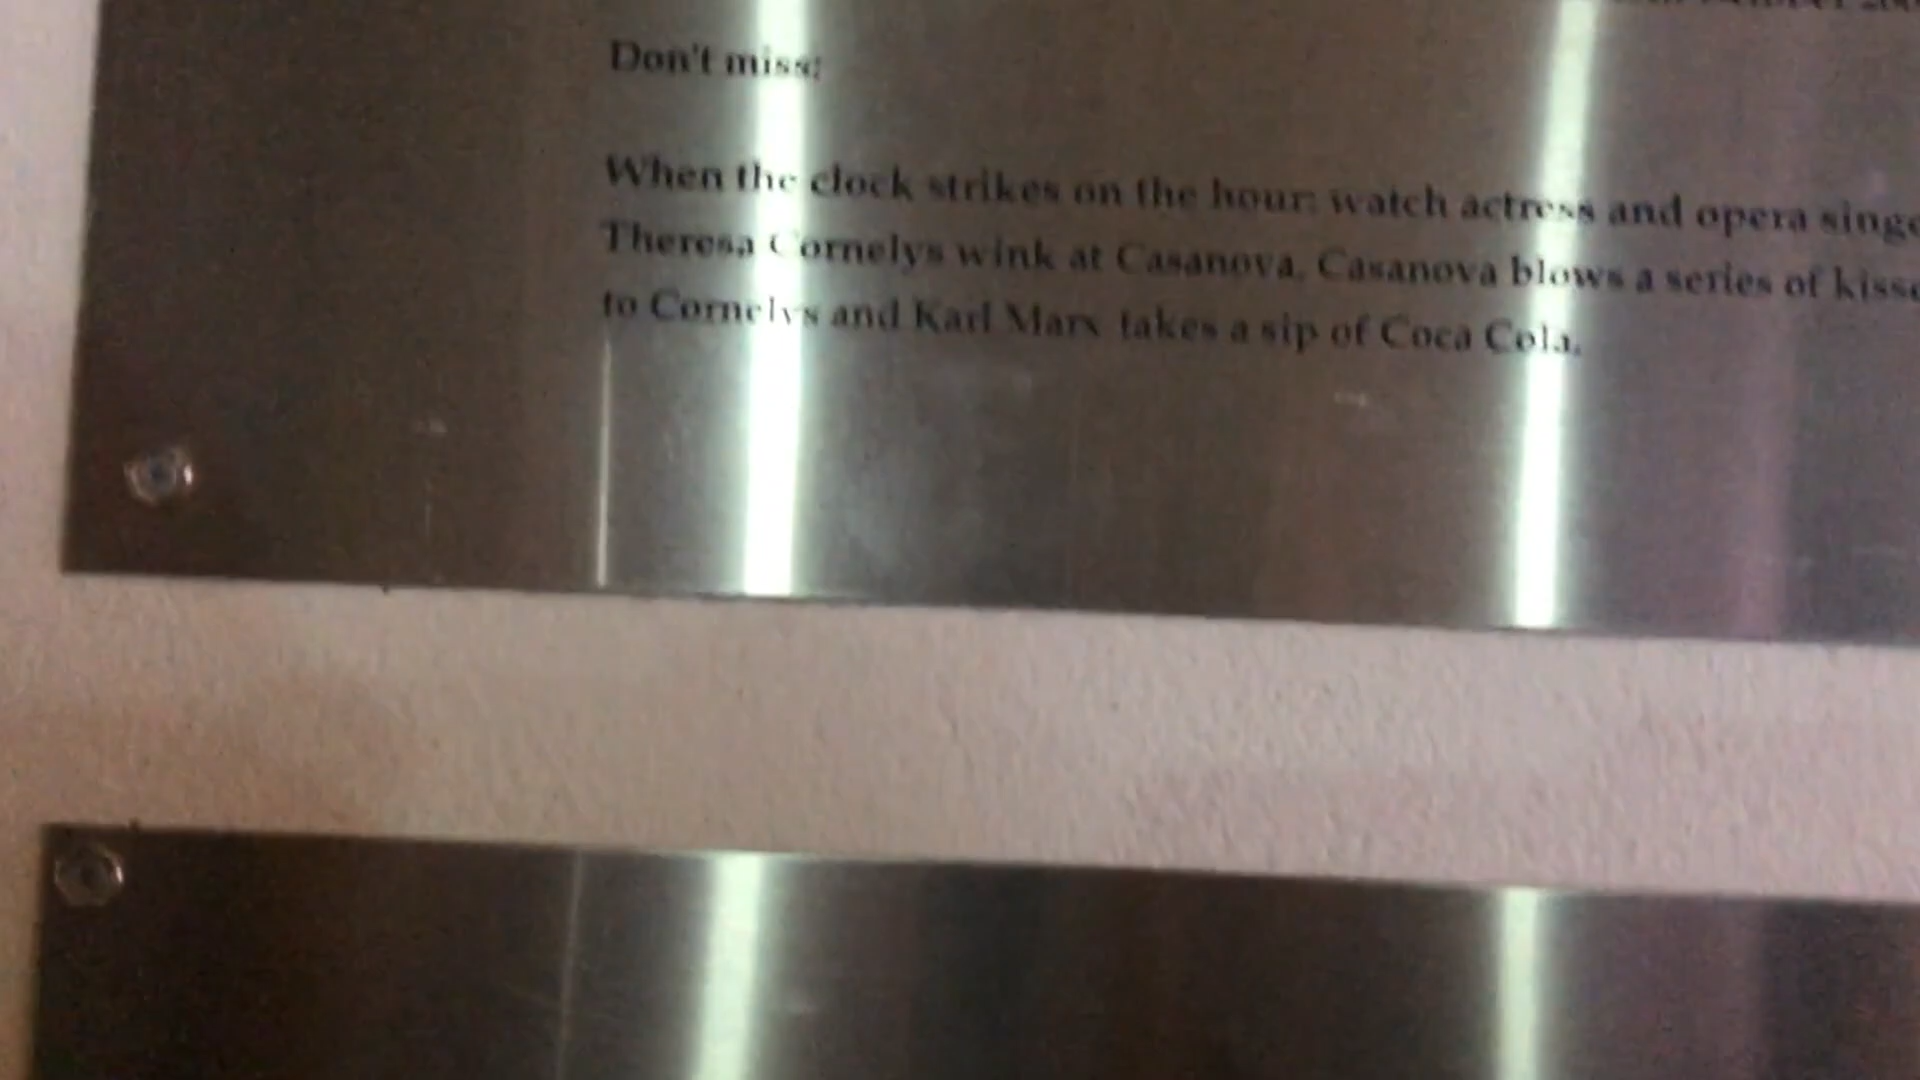 Don't miss:
When the clock strikes on the hour: watch actress and opera
Theresa Cornelys wink at Casanova, Casanova blows a series of
to Cornelys and Karl Marx takes a sip of Coca Cola.